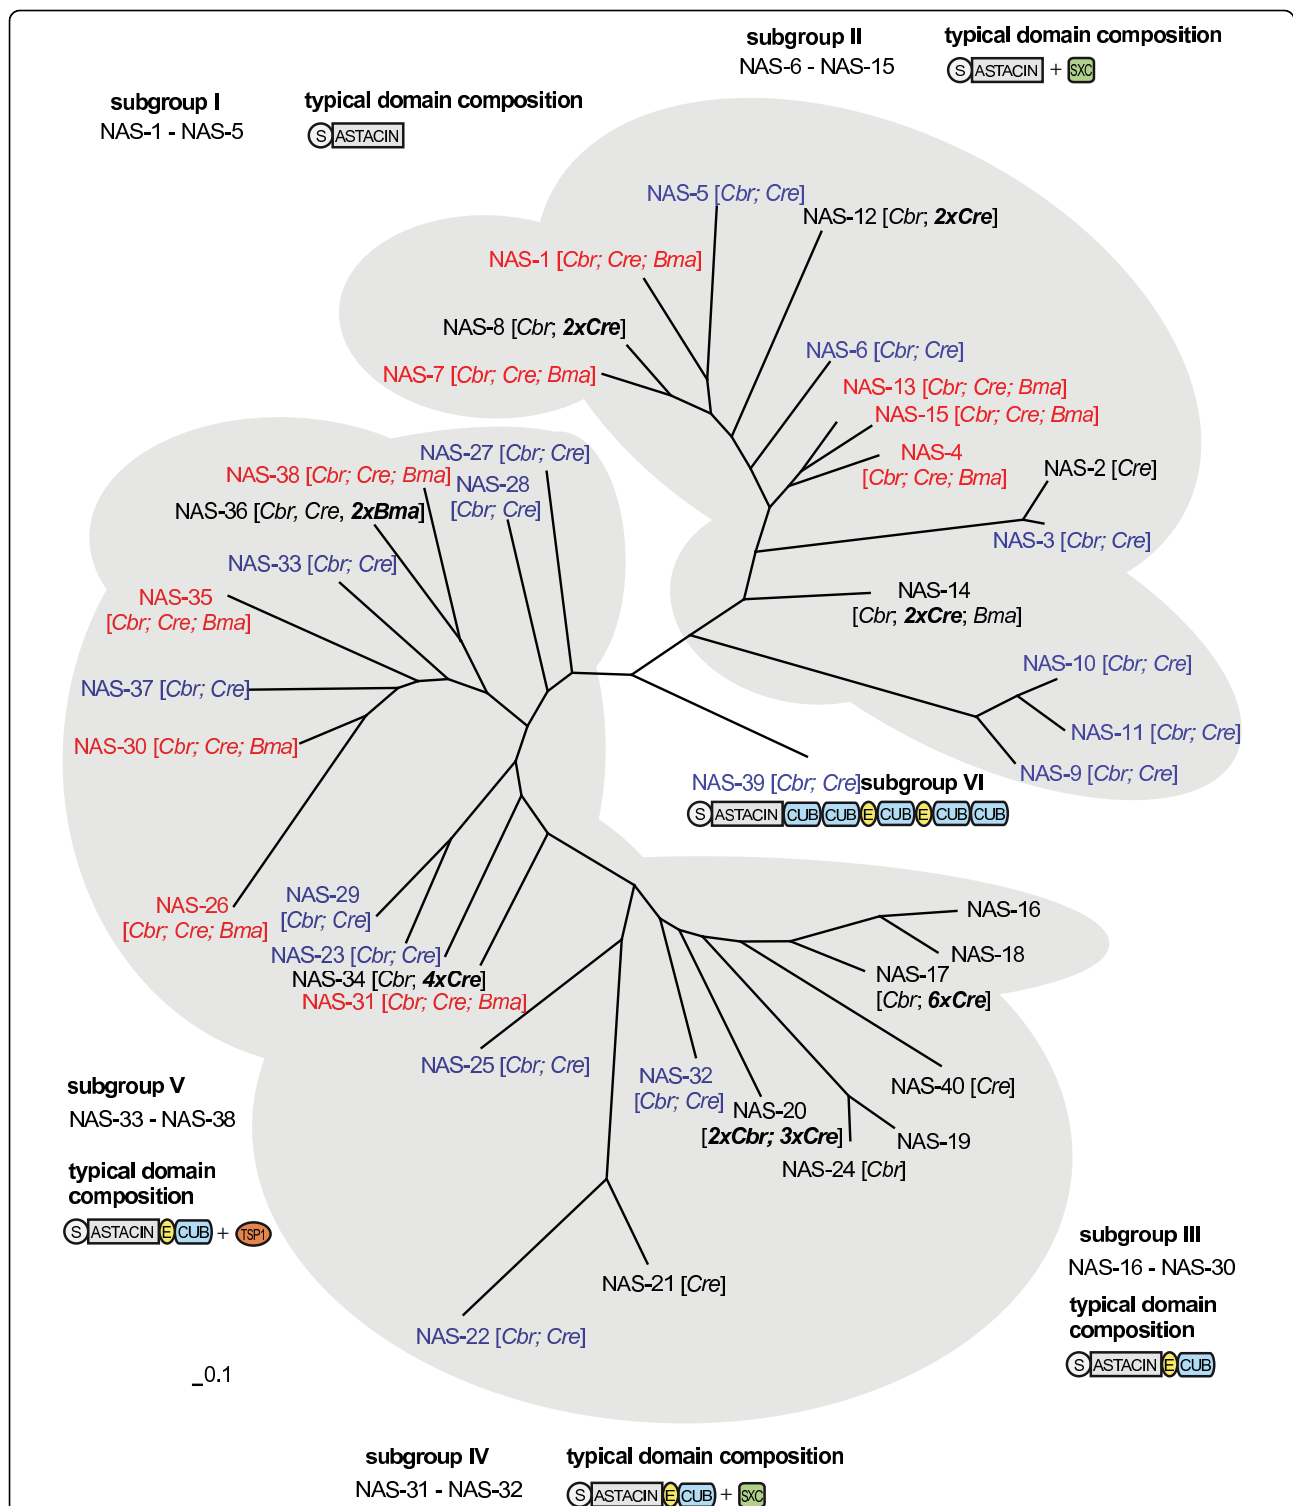 subgroup II
typical domain composition
NAS-6 - NAS-15
S ASTACIN + SXC
subgroup I
typical domain composition
NAS-1 - NAS-5
S ASTACIN
NAS-5 [Cbr; Cre]
NAS-12 [Cbr; 2xCre]
NAS-1 [Cbr; Cre; Bma]
NAS-8 [Cbr; 2xCre]
NAS-6 [Cbr; Cre]
NAS-7 [Cbr; Cre; Bma]
NAS-13 [Cbr; Cre; Bma]
NAS-15 [Cbr; Cre; Bma]
NAS-4
[Cbr; Cre; Bma]
NAS-2 [Cre]
NAS-3 [Cbr; Cre]
NAS-27 [Cbr; Cre]
NAS-38 [Cbr; Cre; Bma]
NAS-28
[Cbr; Cre]
NAS-36 [Cbr, Cre, 2xBma]
NAS-33 [Cbr; Cre]
NAS-35
[Cbr; Cre; Bma]
NAS-14
[Cbr; 2xCre; Bma]
NAS-10 [Cbr; Cre]
NAS-37 [Cbr; Cre]
NAS-11 [Cbr; Cre]
NAS-30 [Cbr; Cre; Bma]
NAS-9 [Cbr; Cre]
NAS-39 [Cbr; Cre] subgroup VI
S ASTACIN CUB CUB E CUB E CUB CUB
NAS-29
[Cbr; Cre]
NAS-26
[Cbr; Cre; Bma]
NAS-16
NAS-23 [Cbr; Cre]
NAS-18
NAS-34 [Cbr; 4xCre]
NAS-17
[Cbr; 6xCre]
NAS-31 [Cbr; Cre; Bma]
NAS-25 [Cbr; Cre]
NAS-32
[Cbr; Cre]
NAS-40 [Cre]
subgroup V
NAS-33 - NAS-38
NAS-20
[2xCbr; 3xCre]
NAS-19
NAS-24 [Cbr]
typical domain
composition
S ASTACIN E CUB + TSP1
subgroup III
NAS-16 - NAS-30
NAS-21 [Cre]
typical domain
composition
NAS-22 [Cbr; Cre]
S ASTACIN E CUB
_0.1
subgroup IV
typical domain composition
NAS-31 - NAS-32
S ASTACIN E CUB + SXC